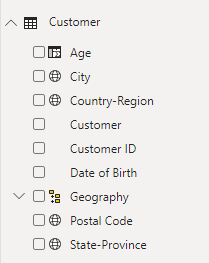 Customer
Age
City
Country-Region
Customer
Customer ID
Date of Birth
Geography
Postal Code
State-Province